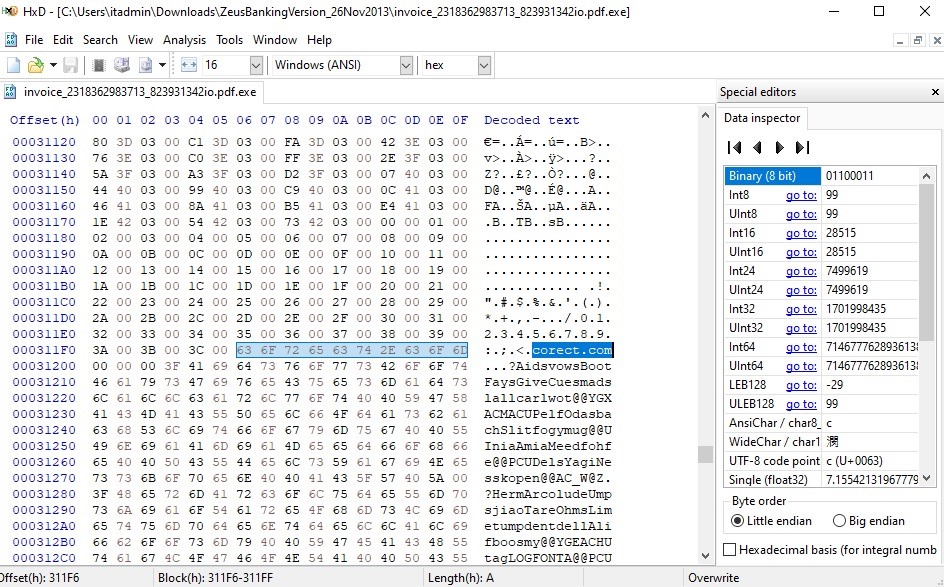 HxD - [C:\Users\itadmin\Downloads\ZeusBankingVersion_26Nov2013\invoice_2318362983713_823931342io.pdf.exe]
File Edit Search View Analysis Tools Window Help
16 Windows (ANSI) hex
invoice_2318362983713_823931342io.pdf.exe
Special editors
Data inspector
Offset(h) 00 01 02 03 04 05 06 07 08 09 0A 0B 0C 0D 0E 0F Decoded text
00031120 80 3D 03 00 C1 3D 03 00 FA 3D 03 00 42 3E 03 00 €=..Á=..ú=..B>..
00031130 76 3E 03 00 C0 3E 03 00 FF 3E 03 00 2E 3F 03 00 v>..À>..ÿ>...?..
00031140 5A 3F 03 00 A3 3F 03 00 D2 3F 03 00 07 40 03 00 Z?..£?..Ò?...@..
00031150 44 40 03 00 99 40 03 00 C9 40 03 00 0C 41 03 00 D@..™@..É@...A..
00031160 46 41 03 00 8A 41 03 00 B5 41 03 00 E4 41 03 00 FA..ŠA..µA..äA..
00031170 1E 42 03 00 54 42 03 00 73 42 03 00 00 00 01 00 .B..TB..sB......
00031180 02 00 03 00 04 00 05 00 06 00 07 00 08 00 09 00 ................
00031190 0A 00 0B 00 0C 00 0D 00 0E 00 0F 00 10 00 11 00 ................
000311A0 12 00 13 00 14 00 15 00 16 00 17 00 18 00 19 00 ................
000311B0 1A 00 1B 00 1C 00 1D 00 1E 00 1F 00 20 00 21 00 ............ .!.
000311C0 22 00 23 00 24 00 25 00 26 00 27 00 28 00 29 00 ".#.$.%.&.'.(.).
000311D0 2A 00 2B 00 2C 00 2D 00 2E 00 2F 00 30 00 31 00 *.+.,.-.../.0.1.
000311E0 32 00 33 00 34 00 35 00 36 00 37 00 38 00 39 00 2.3.4.5.6.7.8.9.
000311F0 3A 00 3B 00 3C 00 63 6F 72 65 63 74 2E 63 6F 6D :.;.<.corect.com
00031200 00 00 00 3F 41 69 64 73 76 6F 77 73 42 6F 6F 74 ...?AidsvowsBoot
00031210 46 61 79 73 47 69 76 65 43 75 65 73 6D 61 64 73 FaysGiveCuesmads
00031220 6C 61 6C 6C 63 61 72 6C 77 6F 74 40 40 59 47 58 lallcarlwot@@YGX
00031230 41 43 4D 41 43 55 50 65 6C 66 4F 64 61 73 62 61 ACMACUPelfOdasba
00031240 63 68 53 6C 69 74 66 6F 67 79 6D 75 67 40 40 55 chSlitfogymug@@U
00031250 49 6E 69 61 41 6D 69 61 4D 65 65 64 66 6F 68 66 IniaAmiaMeedfohf
00031260 65 40 40 50 43 55 44 65 6C 73 59 61 67 69 4E 65 e@@PCUDelsYagiNe
00031270 73 73 6B 6F 70 65 6E 40 40 41 43 5F 57 40 5A 00 sskopen@@AC_W@Z.
00031280 3F 48 65 72 6D 41 72 63 6F 6C 75 64 65 55 6D 70 ?HermArcoludeUmp
00031290 73 6A 69 61 6F 54 61 72 65 4F 68 6D 73 4C 69 6D sjiaoTareOhmsLim
000312A0 65 74 75 6D 70 64 65 6E 74 64 65 6C 6C 41 6C 69 etumpdentdellAli
000312B0 66 62 6F 6F 73 6D 79 40 40 59 47 45 41 43 48 55 fboosmy@@YGEACHU
000312C0 74 61 67 4C 4F 47 46 4F 4E 54 41 40 40 50 43 55 tagLOGFONTA@@PCU
Binary (8 bit) 01100011
Int8 go to: 99
UInt8 go to: 99
Int16 go to: 28515
UInt16 go to: 28515
Int24 go to: 7499619
UInt24 go to: 7499619
Int32 go to: 1701998435
UInt32 go to: 1701998435
Int64 go to: 714677762893613
UInt64 go to: 714677762893613
LEB128 go to: -29
ULEB128 go to: 99
AnsiChar / char8_ c
WideChar / char1 潣
UTF-8 code point c (U+0063)
Single (float32) 7.1554213196777
Byte order
Little endian Big endian
Hexadecimal basis (for integral numb
Offset(h): 311F6 Block(h): 311F6-311FF Length(h): A Overwrite